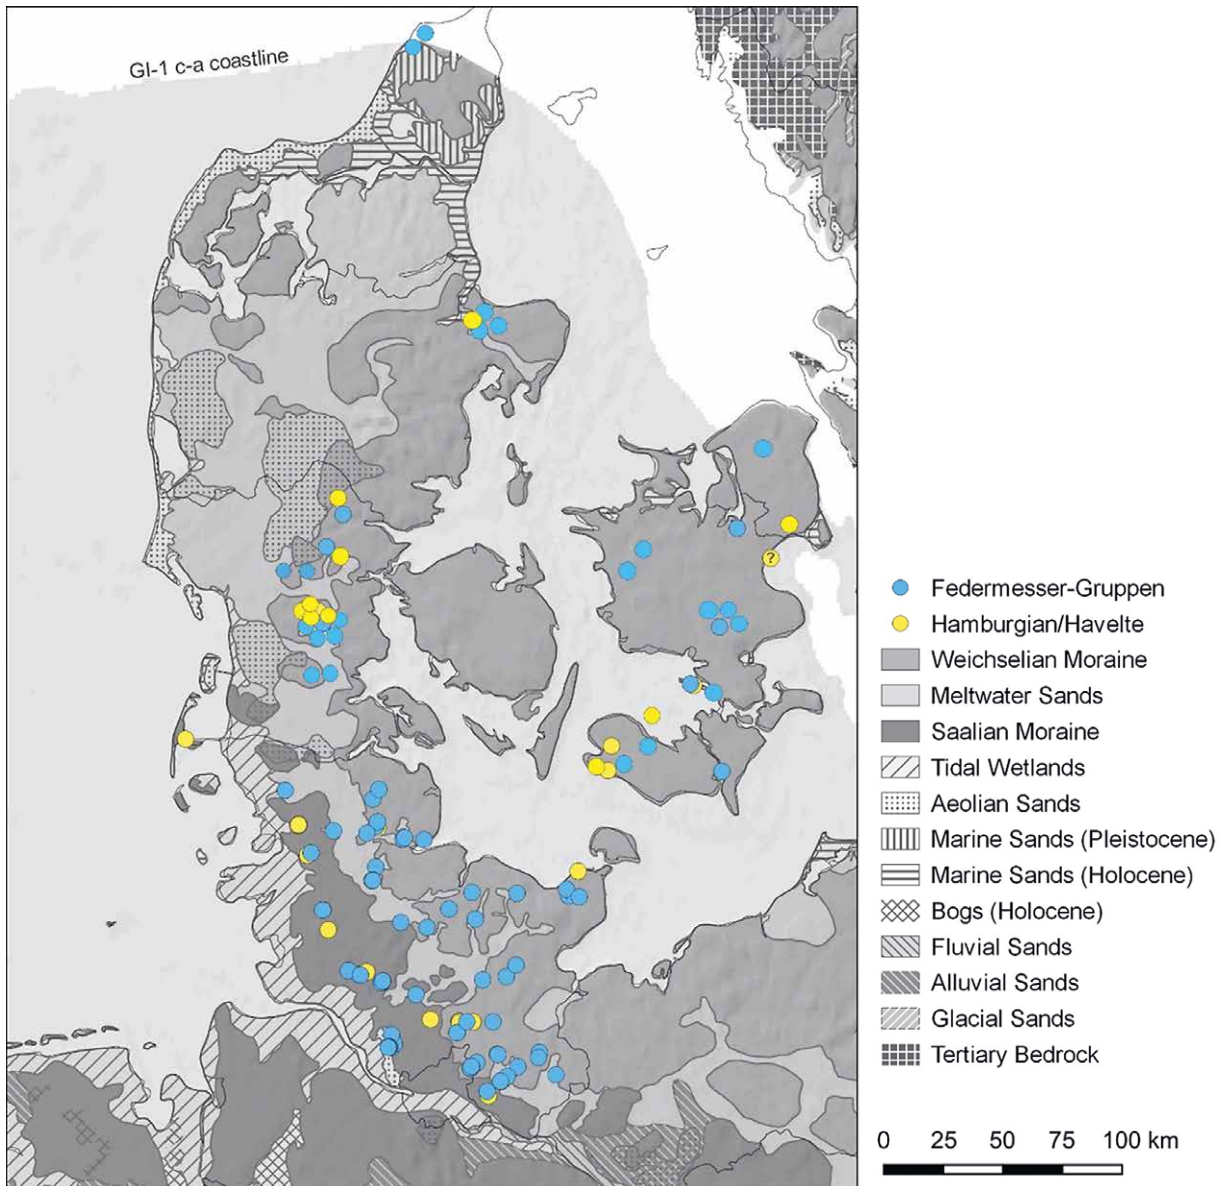 GI-1 c-a coastline
?
Federmesser-Gruppen
Hamburgian/Havelte
Weichselian Moraine
Meltwater Sands
Saalian Moraine
Tidal Wetlands
Aeolian Sands
Marine Sands (Pleistocene)
Marine Sands (Holocene)
Bogs (Holocene)
Fluvial Sands
Alluvial Sands
Glacial Sands
Tertiary Bedrock
0 25 50 75 100 km